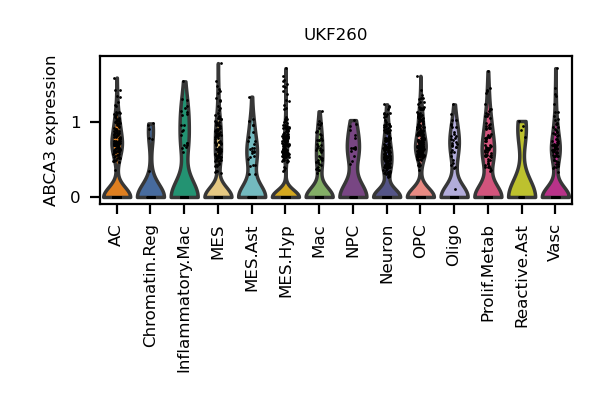 UKF260
ABCA3 expression
1
0
AC
Chromatin.Reg
Inflammatory.Mac
MES
MES.Ast
MES.Hyp
Mac
NPC
Neuron
OPC
Oligo
Prolif.Metab
Reactive.Ast
Vasc